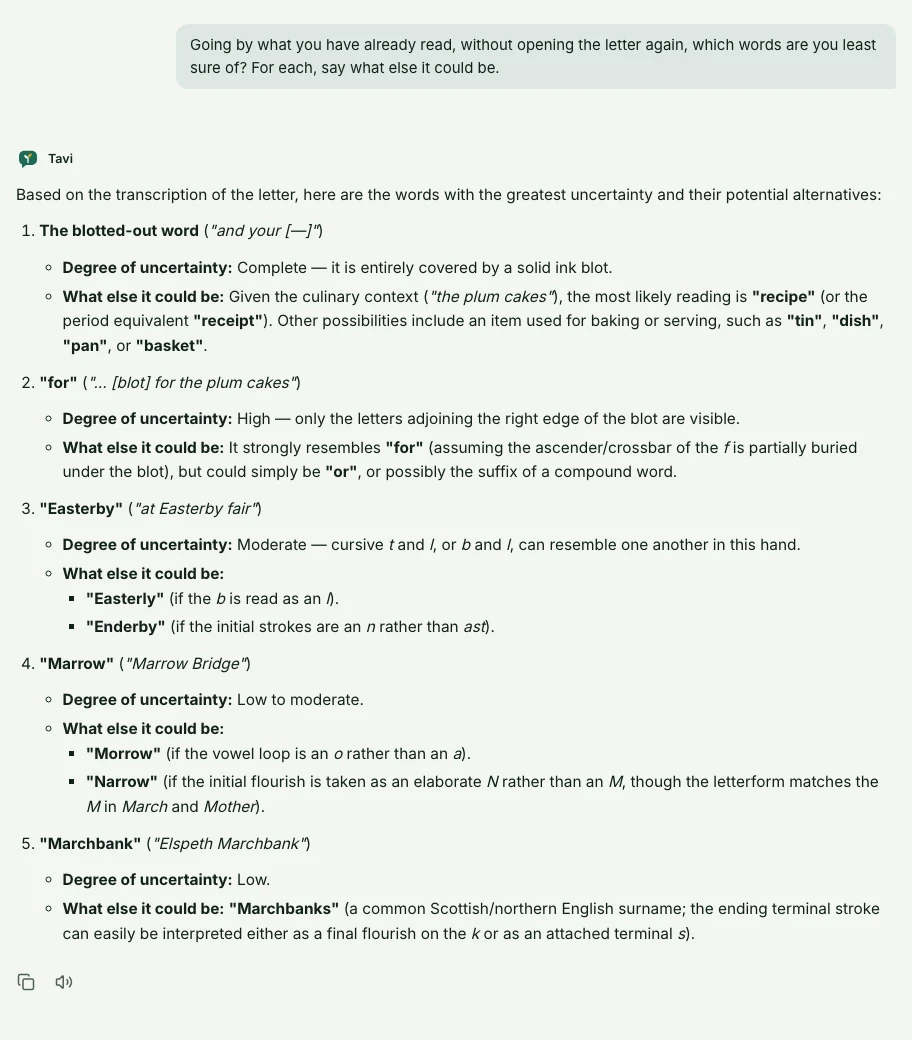 Going by what you have already read, without opening the letter again, which words are you least
sure of? For each, say what else it could be.
Tavi
Based on the transcription of the letter, here are the words with the greatest uncertainty and their potential alternatives:
1. The blotted-out word ("and your [—]")
Degree of uncertainty: Complete — it is entirely covered by a solid ink blot.
What else it could be: Given the culinary context ("the plum cakes"), the most likely reading is "recipe" (or the
period equivalent "receipt"). Other possibilities include an item used for baking or serving, such as "tin", "dish",
"pan", or "basket".
2. "for" ("... [blot] for the plum cakes")
Degree of uncertainty: High — only the letters adjoining the right edge of the blot are visible.
What else it could be: It strongly resembles "for" (assuming the ascender/crossbar of the f is partially buried
under the blot), but could simply be "or", or possibly the suffix of a compound word.
3. "Easterby" ("at Easterby fair")
Degree of uncertainty: Moderate — cursive t and l, or b and l, can resemble one another in this hand.
What else it could be:
"Easterly" (if the b is read as an l).
"Enderby" (if the initial strokes are an n rather than ast).
4. "Marrow" ("Marrow Bridge")
Degree of uncertainty: Low to moderate.
What else it could be:
"Morrow" (if the vowel loop is an o rather than an a).
"Narrow" (if the initial flourish is taken as an elaborate N rather than an M, though the letterform matches the
M in March and Mother).
5. "Marchbank" ("Elspeth Marchbank")
Degree of uncertainty: Low.
What else it could be: "Marchbanks" (a common Scottish/northern English surname; the ending terminal stroke
can easily be interpreted either as a final flourish on the k or as an attached terminal s).